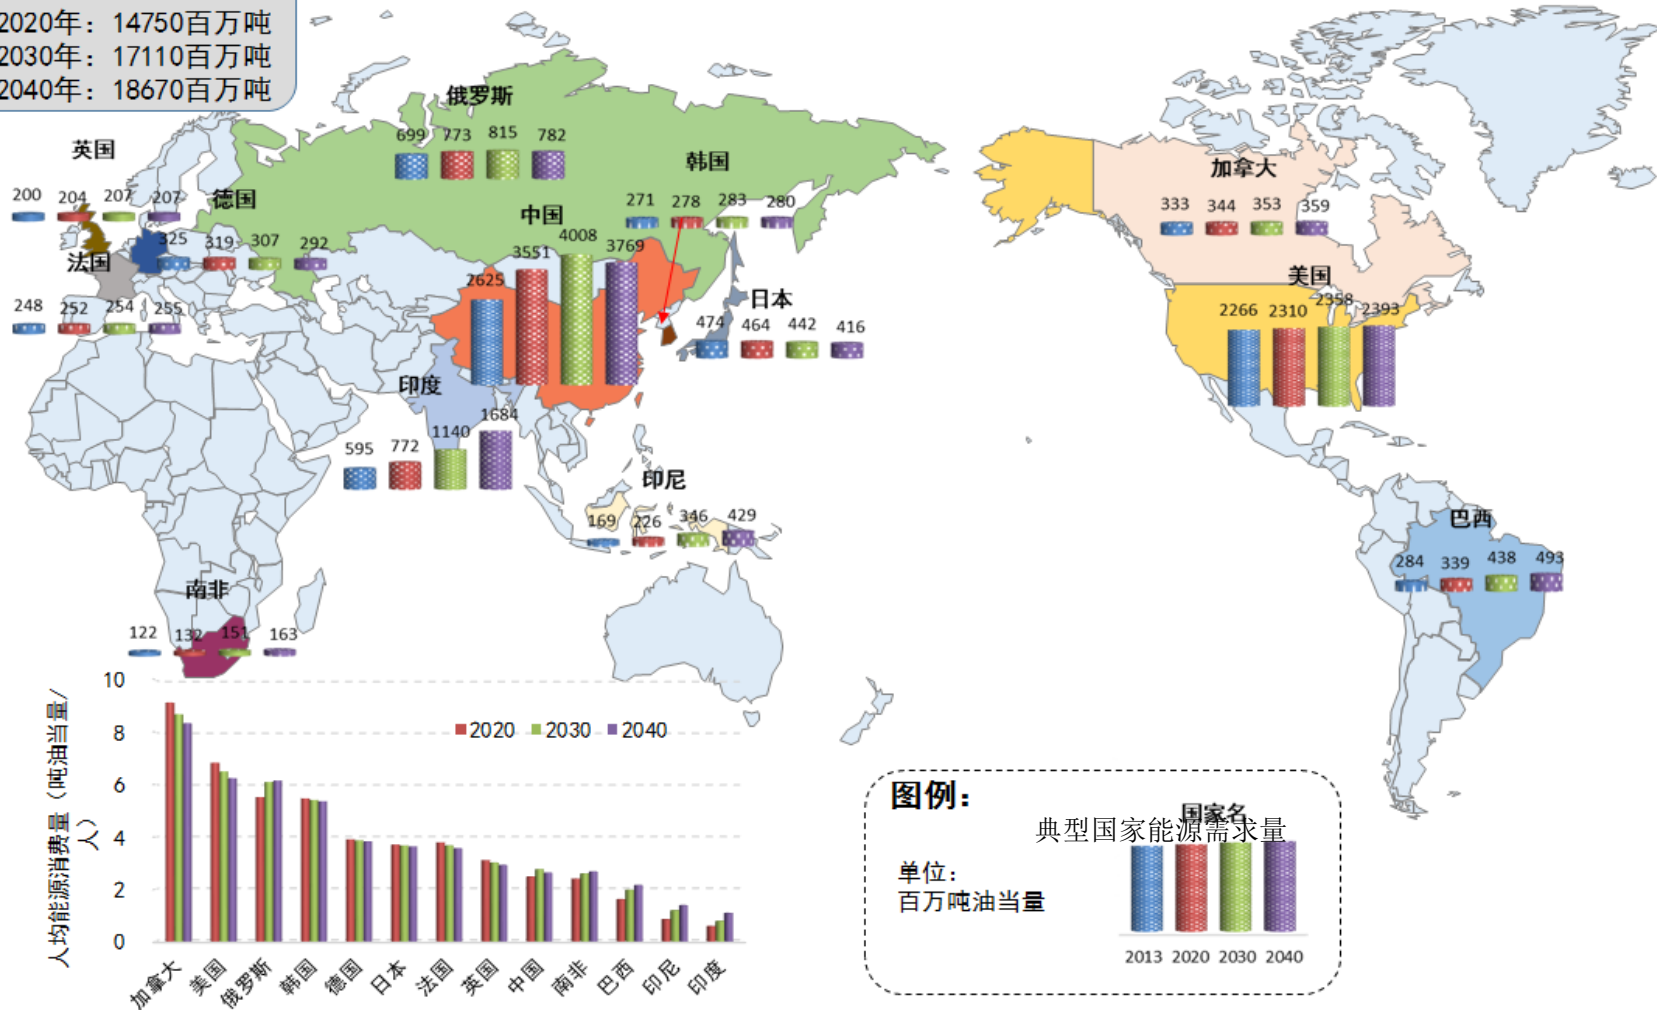 2020年：14750百万吨
2030年：17110百万吨
2040年：18670百万吨
俄罗斯
699 773 815 782
英国
200 204 207 207
德国
325 319 307 292
法国
248 252 254 255
韩国
271 278 283 280
中国
2625 3551 4008 3769
日本
474 464 442 416
印度
595 772 1140 1684
印尼
169 226 346 429
南非
122 132 151 163
加拿大
333 344 353 359
美国
2266 2310 2358 2393
巴西
284 339 438 493
人均能源消费量（吨油当量/人）
10
8
6
4
2
0
2020 2030 2040
加拿大 美国 俄罗斯 韩国 德国 日本 法国 英国 中国 南非 巴西 印尼 印度
图例：
国家名
典型国家能源需求量
单位：
百万吨油当量
2013 2020 2030 2040